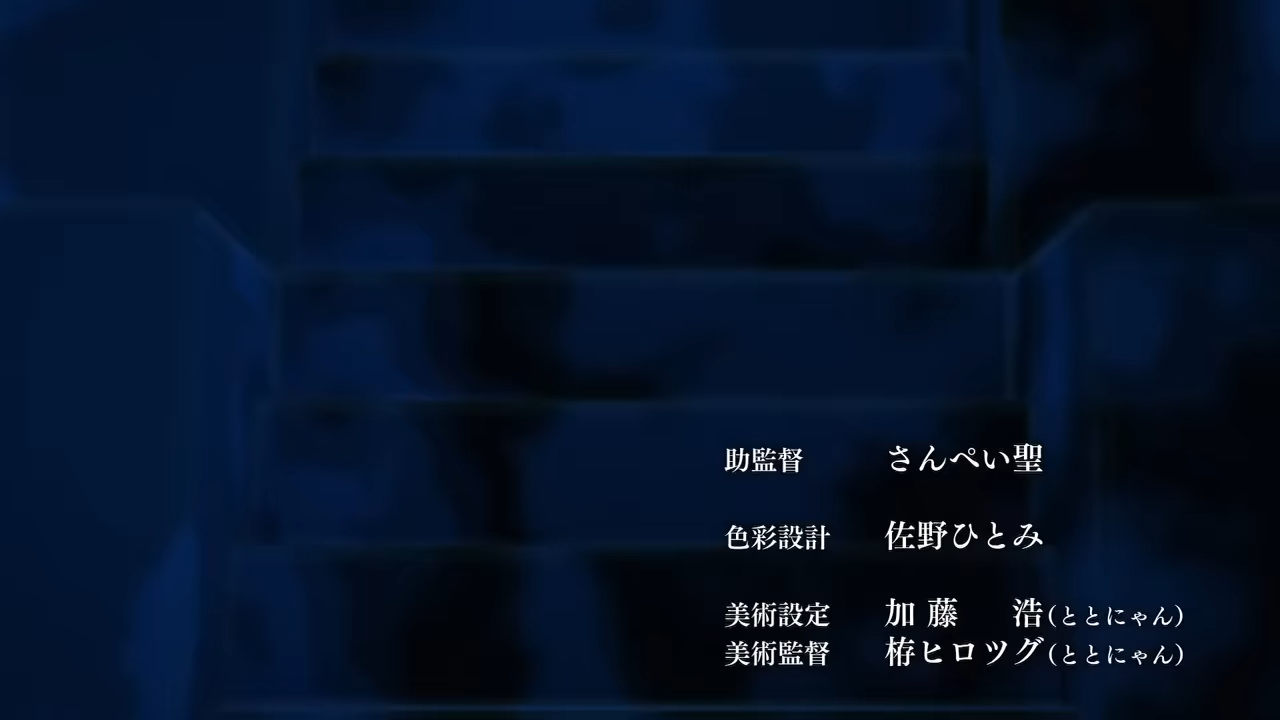 助監督 さんぺい聖
色彩設計 佐野ひとみ
美術設定 加藤 浩(ととにゃん)
美術監督 栫ヒロツグ(ととにゃん)